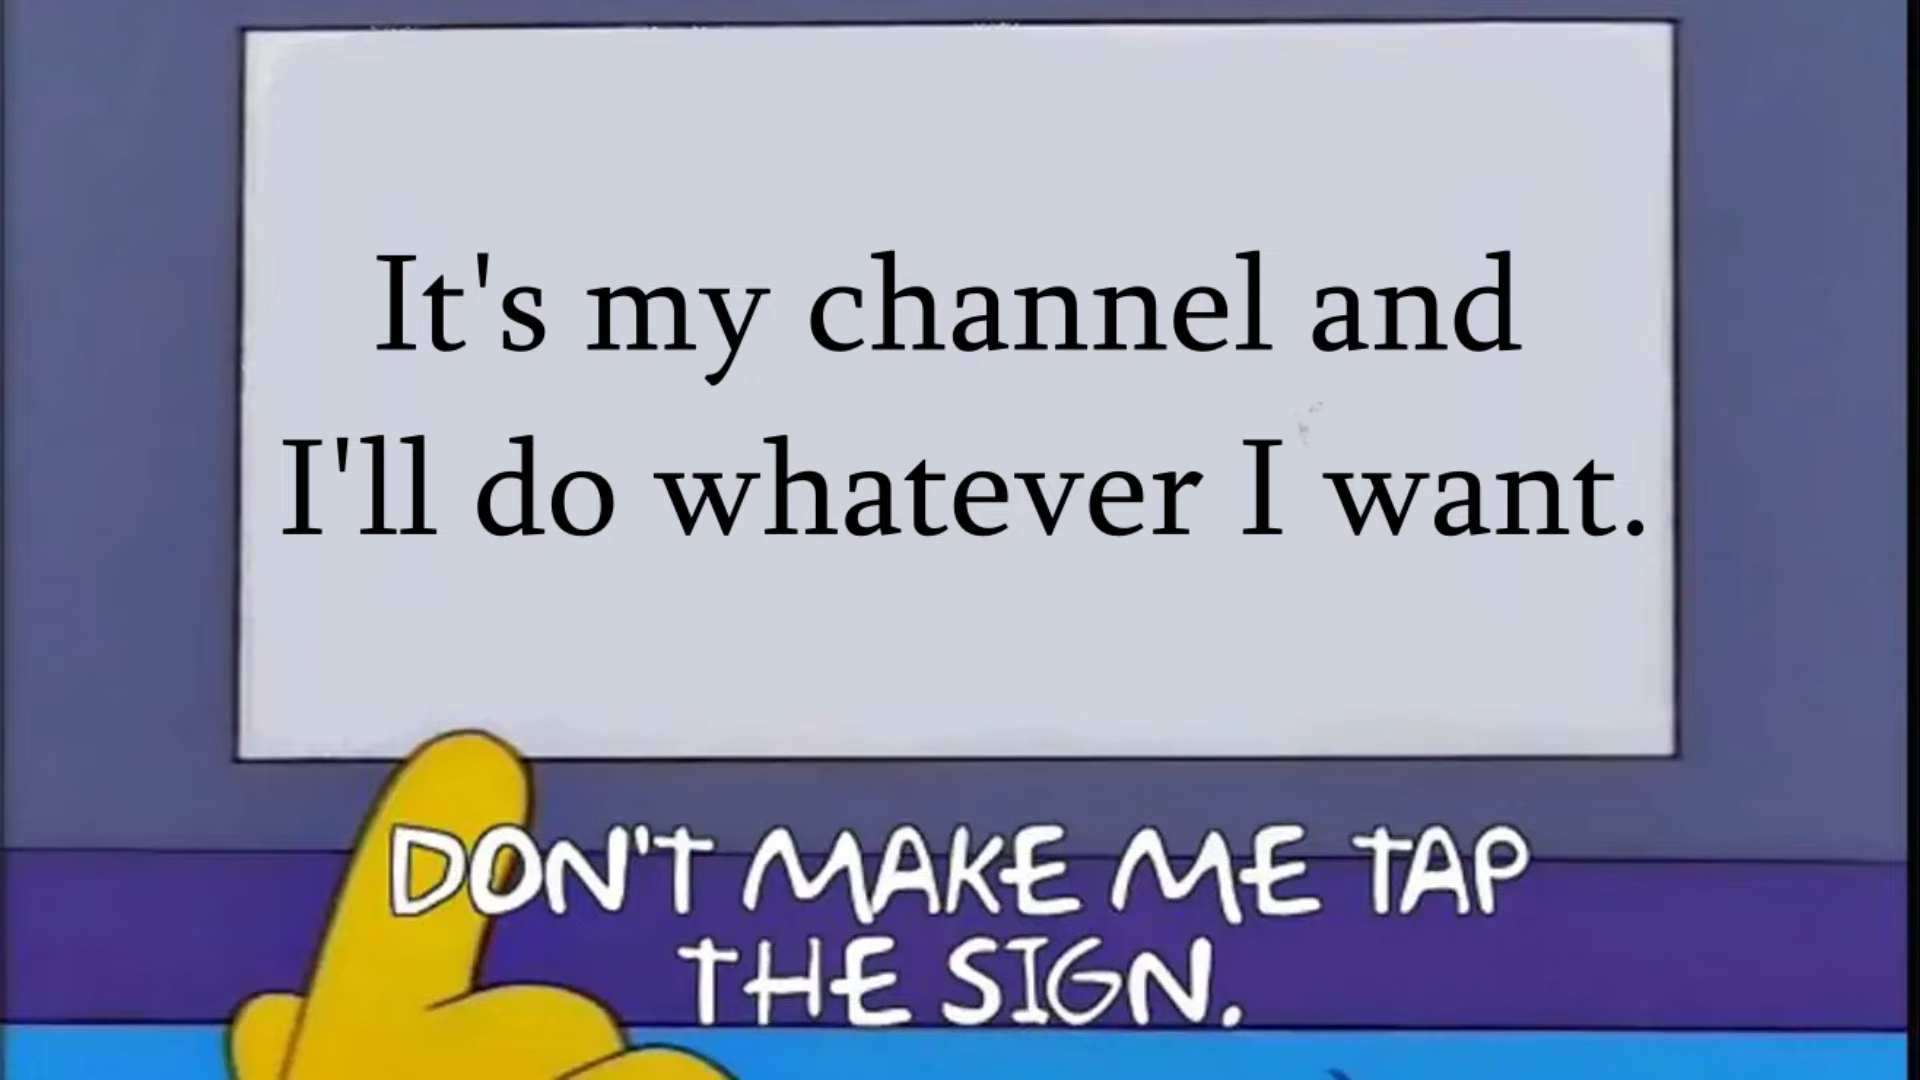 It's my channel and
I'll do whatever I want.
DON'T MAKE ME TAP
THE SIGN.